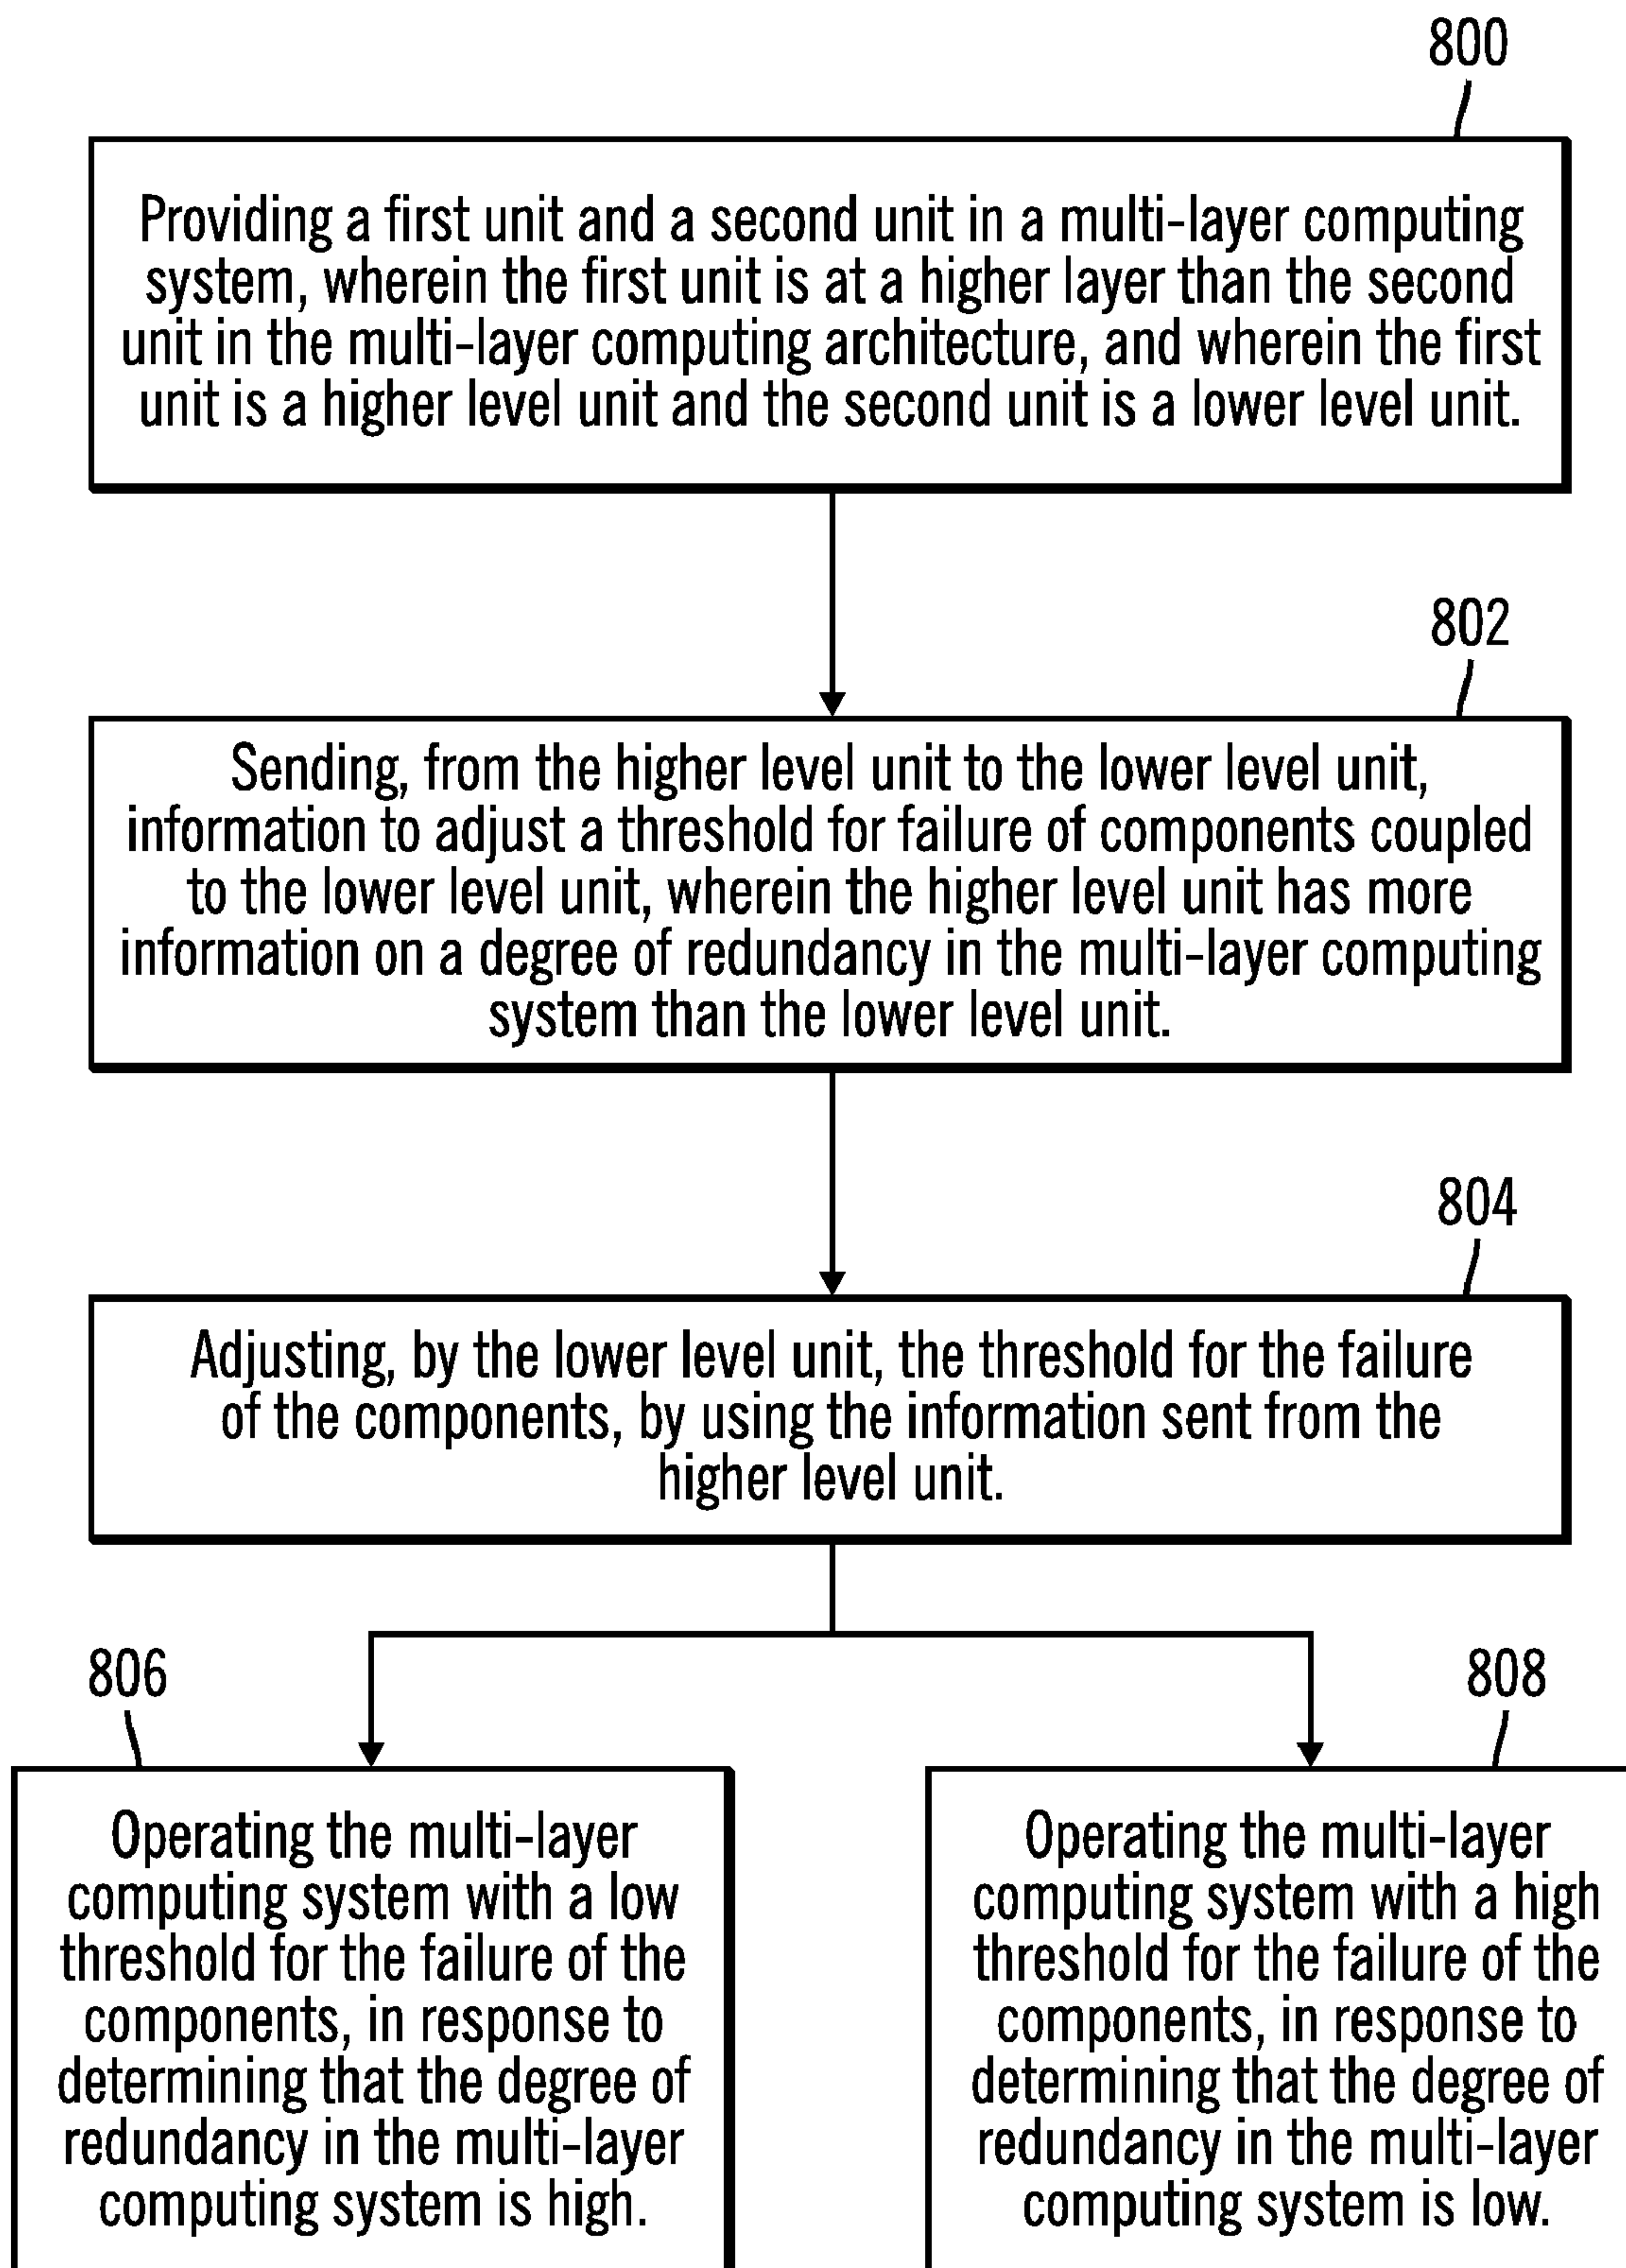 800
Providing a first unit and a second unit in a multi-layer computing
system, wherein the first unit is at a higher layer than the second
unit in the multi-layer computing architecture, and wherein the first
unit is a higher level unit and the second unit is a lower level unit.
802
Sending, from the higher level unit to the lower level unit,
information to adjust a threshold for failure of components coupled
to the lower level unit, wherein the higher level unit has more
information on a degree of redundancy in the multi-layer computing
system than the lower level unit.
804
Adjusting, by the lower level unit, the threshold for the failure
of the components, by using the information sent from the
higher level unit.
806
Operating the multi-layer
computing system with a low
threshold for the failure of the
components, in response to
determining that the degree of
redundancy in the multi-layer
computing system is high.
808
Operating the multi-layer
computing system with a high
threshold for the failure of the
components, in response to
determining that the degree of
redundancy in the multi-layer
computing system is low.